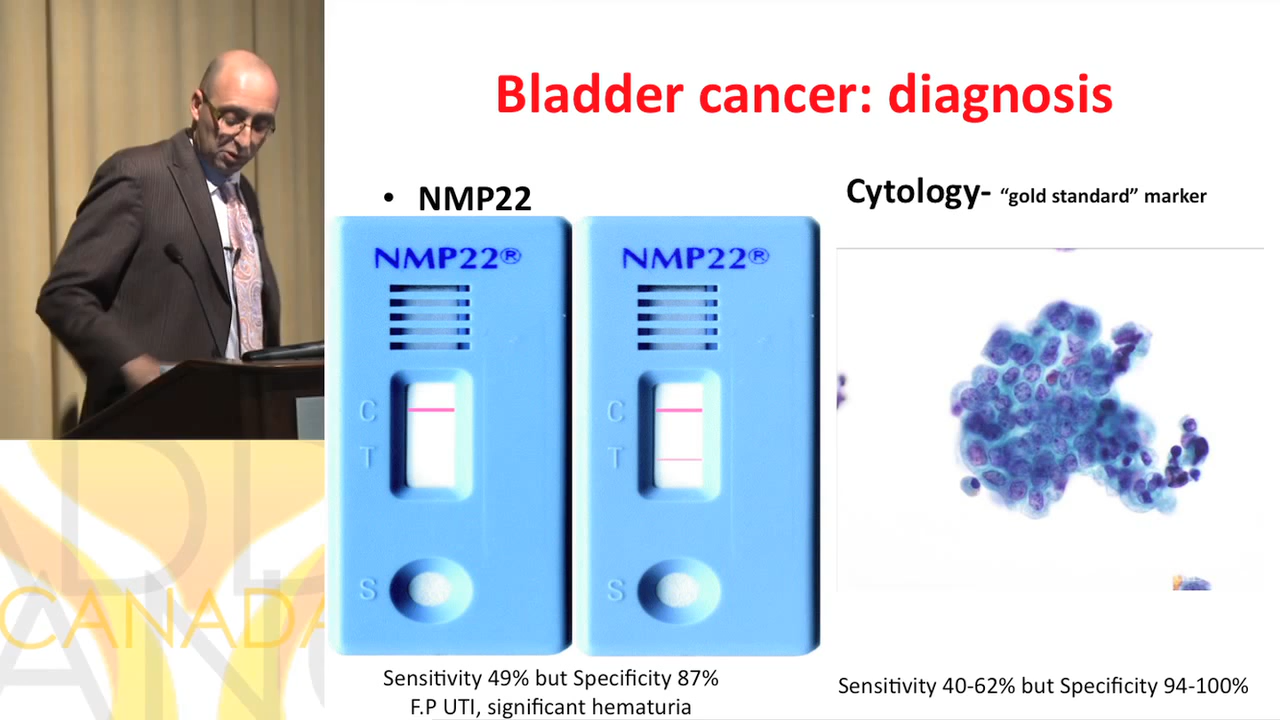 Bladder cancer: diagnosis
• NMP22
Cytology- “gold standard” marker
NMP22®
C
T
S
NMP22®
C
T
S
Sensitivity 49% but Specificity 87%
F.P UTI, significant hematuria
Sensitivity 40-62% but Specificity 94-100%
CANADA